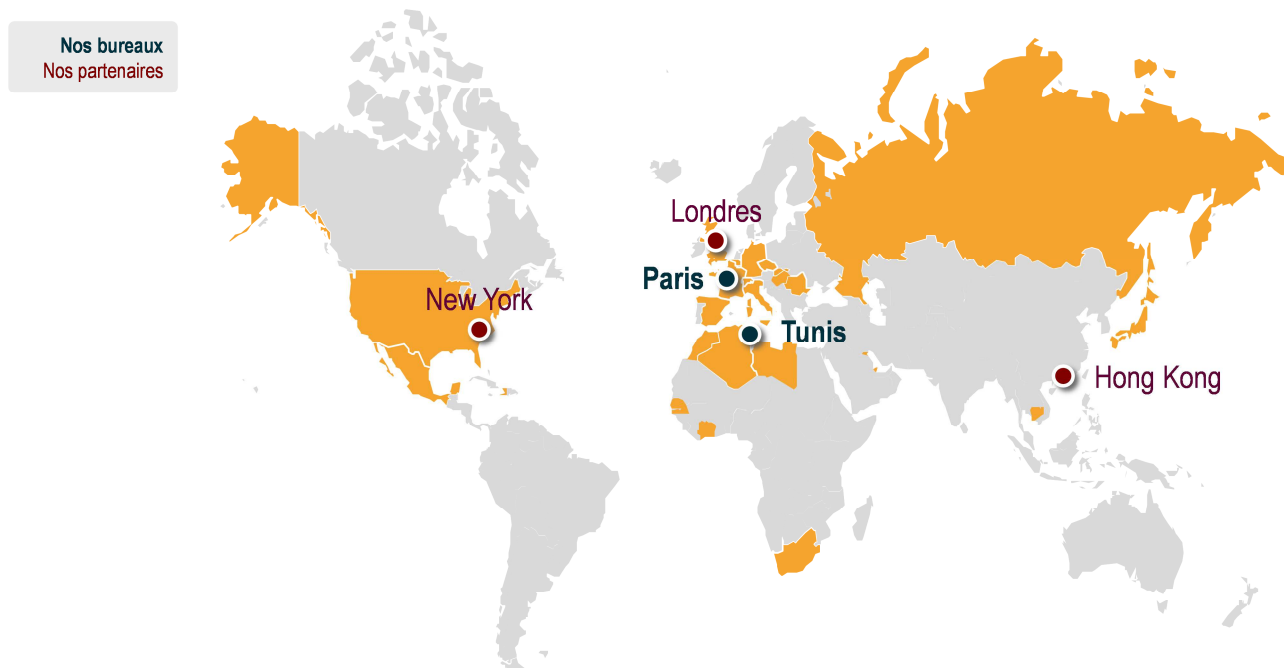 Nos bureaux
Nos partenaires
Londres
Paris
New York
Tunis
Hong Kong